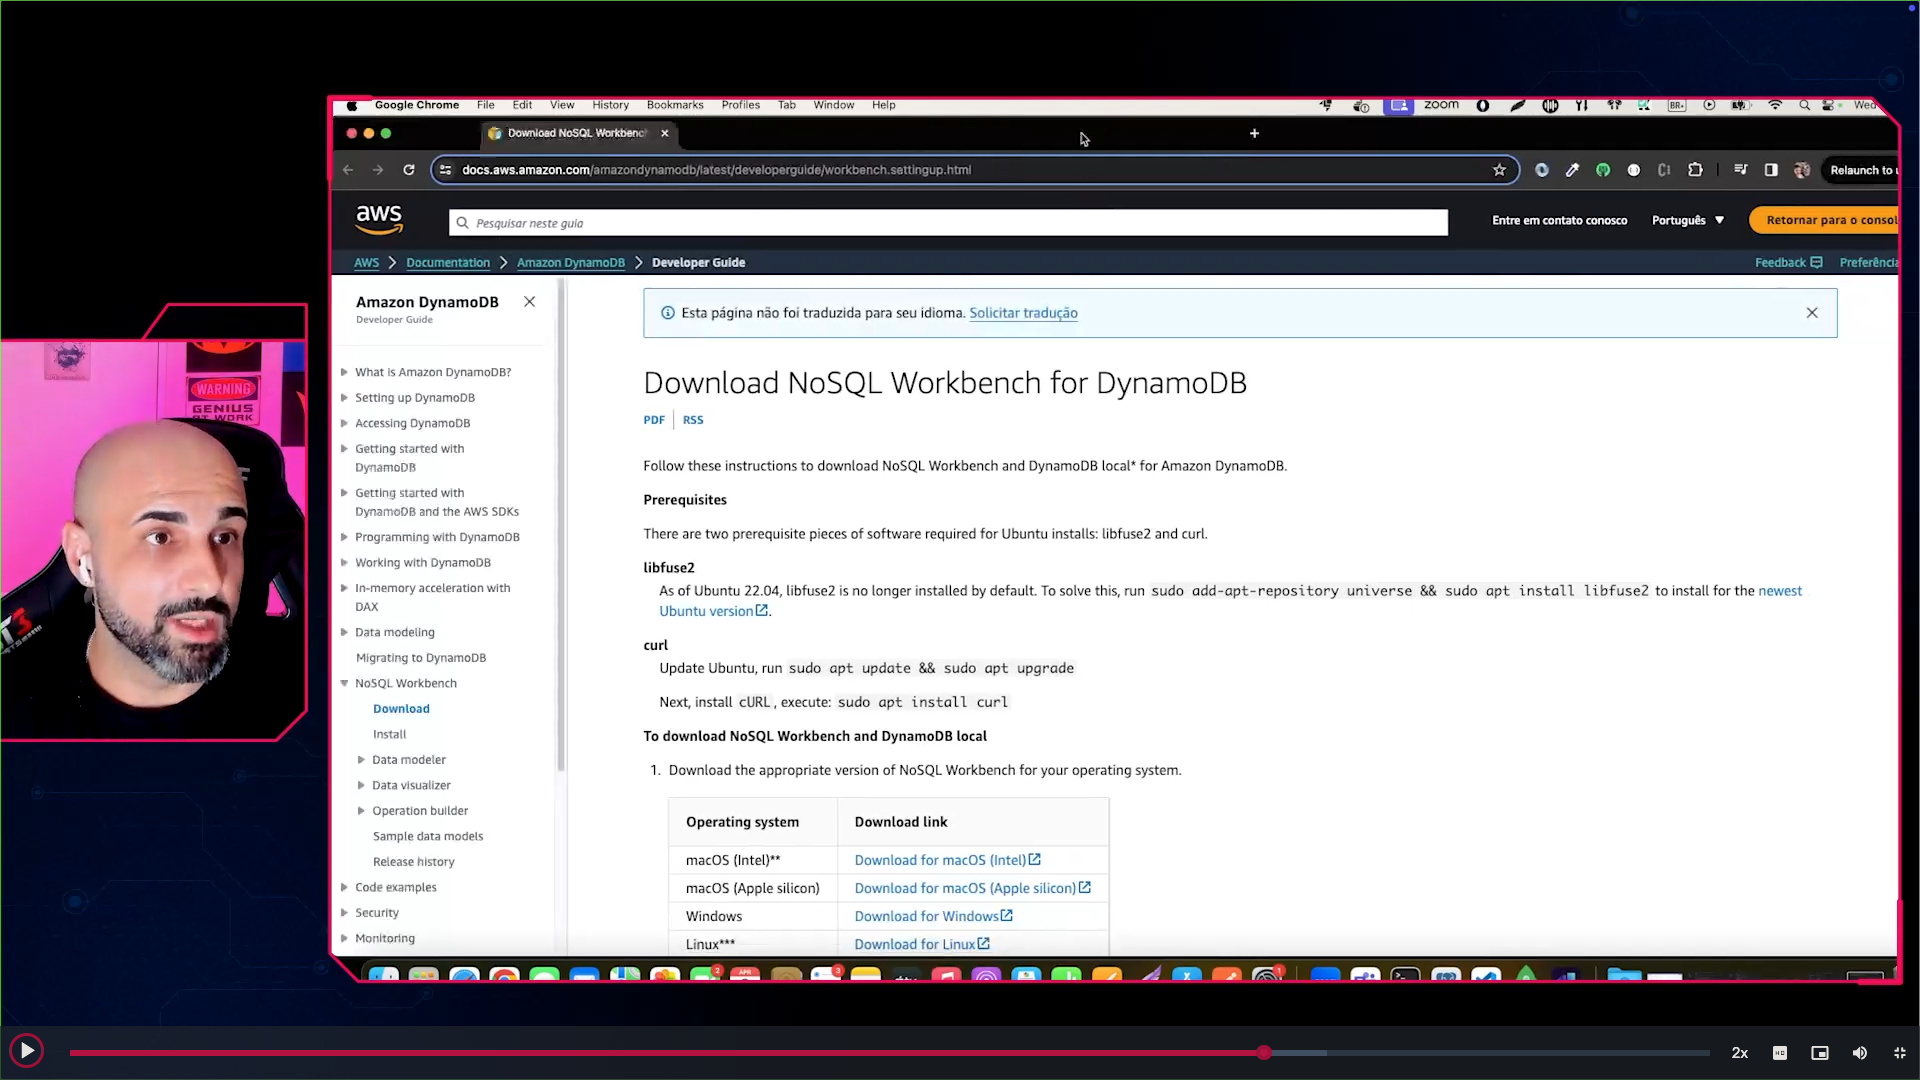 Google Chrome File Edit View History Bookmarks Profiles Tab Window Help
zoom
Wed
Download NoSQL Workbenc
docs.aws.amazon.com/amazondynamodb/latest/developerguide/workbench.settingup.html
Relaunch to u
aws
Pesquisar neste guia
Entre em contato conosco
Português
Retornar para o consol
AWS > Documentation > Amazon DynamoDB > Developer Guide
Feedback
Preferência
Amazon DynamoDB
Developer Guide
What is Amazon DynamoDB?
Setting up DynamoDB
Accessing DynamoDB
Getting started with
DynamoDB
Getting started with
DynamoDB and the AWS SDKs
Programming with DynamoDB
Working with DynamoDB
In-memory acceleration with
DAX
Data modeling
Migrating to DynamoDB
NoSQL Workbench
Download
Install
Data modeler
Data visualizer
Operation builder
Sample data models
Release history
Code examples
Security
Monitoring
Esta página não foi traduzida para seu idioma. Solicitar tradução
Download NoSQL Workbench for DynamoDB
PDF | RSS
Follow these instructions to download NoSQL Workbench and DynamoDB local* for Amazon DynamoDB.
Prerequisites
There are two prerequisite pieces of software required for Ubuntu installs: libfuse2 and curl.
libfuse2
As of Ubuntu 22.04, libfuse2 is no longer installed by default. To solve this, run sudo add-apt-repository universe && sudo apt install libfuse2 to install for the newest
Ubuntu version.
curl
Update Ubuntu, run sudo apt update && sudo apt upgrade
Next, install cURL, execute: sudo apt install curl
To download NoSQL Workbench and DynamoDB local
1. Download the appropriate version of NoSQL Workbench for your operating system.
Operating system Download link
macOS (Intel)** Download for macOS (Intel)
macOS (Apple silicon) Download for macOS (Apple silicon)
Windows Download for Windows
Linux*** Download for Linux
WARNING
GENIUS
AT WORK
2x